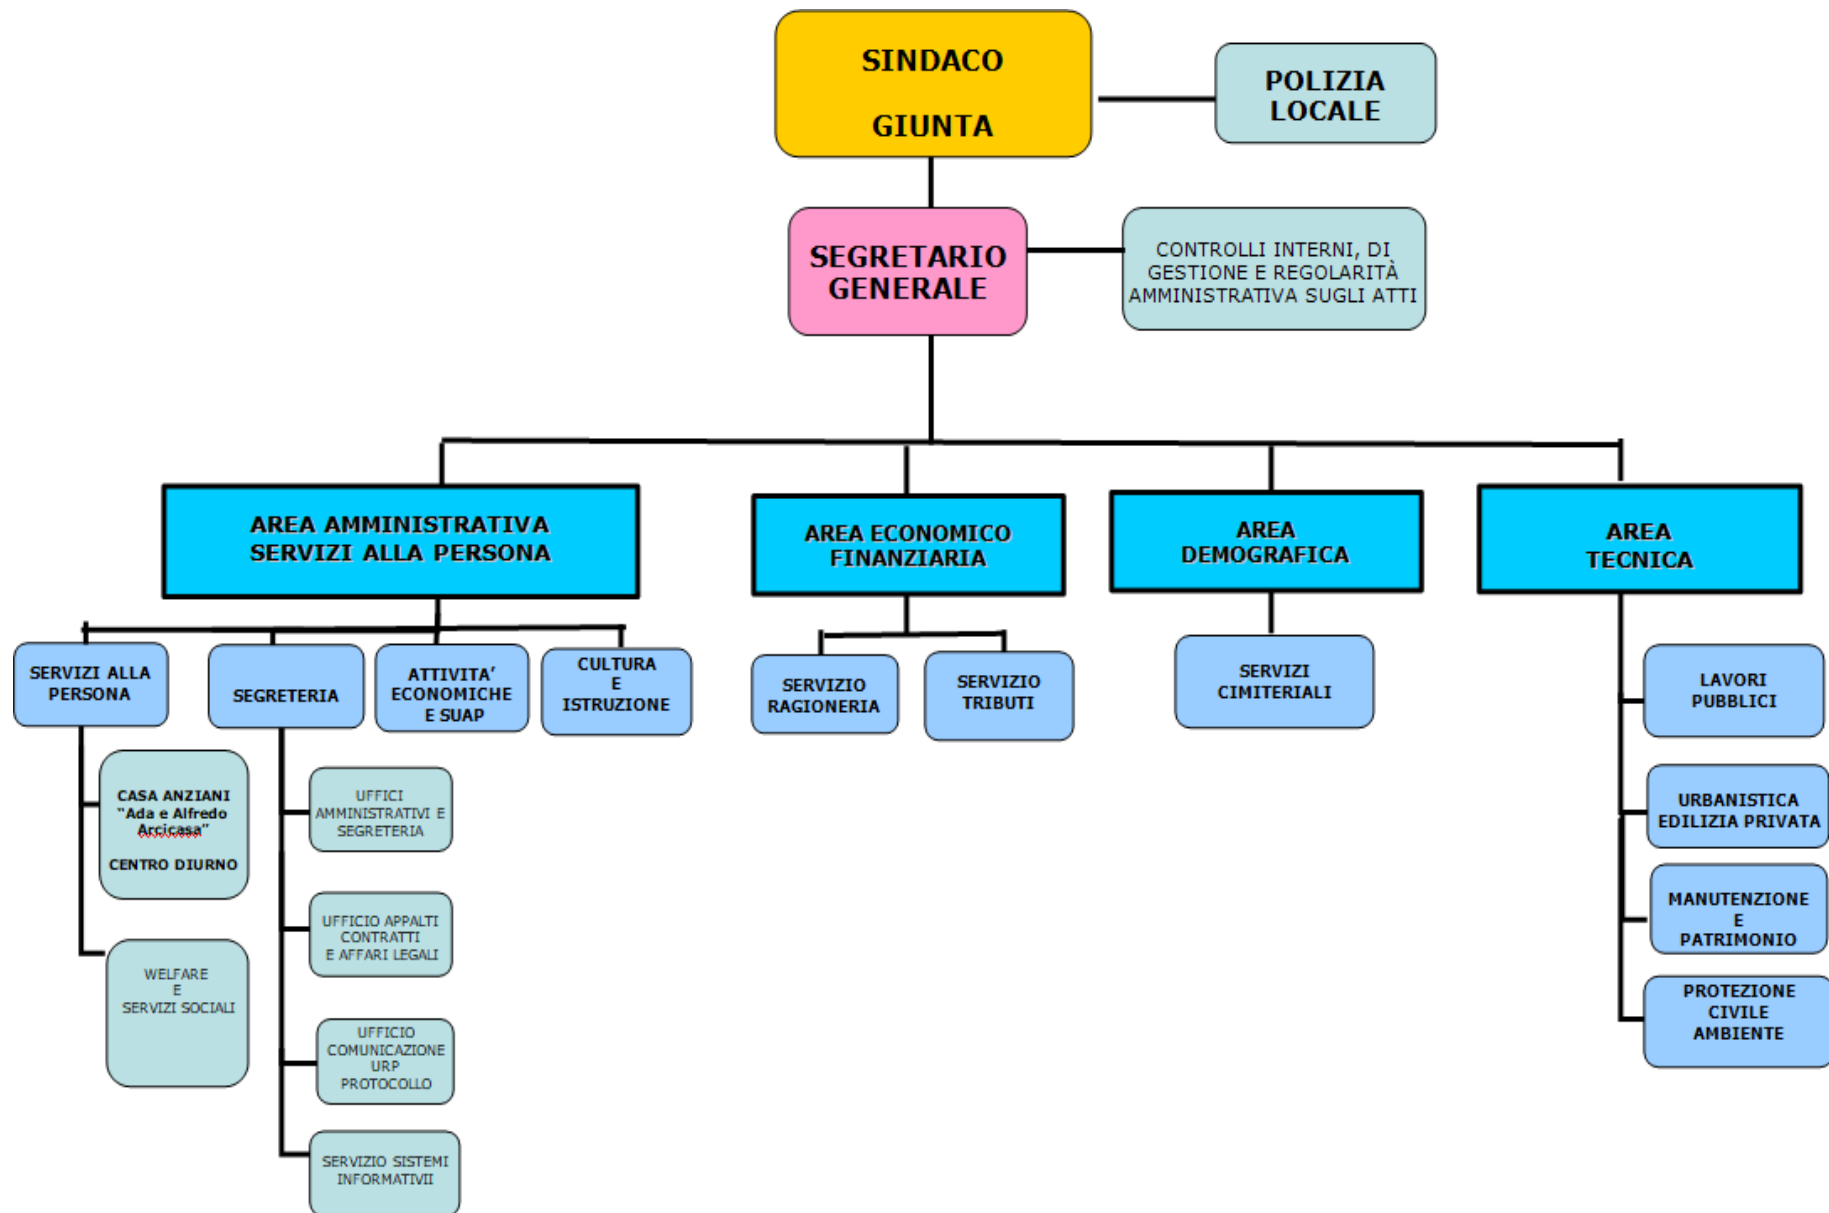 SINDACO
GIUNTA
POLIZIA
LOCALE
SEGRETARIO
GENERALE
CONTROLLI INTERNI, DI
GESTIONE E REGOLARITÀ
AMMINISTRATIVA SUGLI ATTI
AREA AMMINISTRATIVA
SERVIZI ALLA PERSONA
AREA ECONOMICO
FINANZIARIA
AREA
DEMOGRAFICA
AREA
TECNICA
SERVIZI ALLA
PERSONA
SEGRETERIA
ATTIVITA’
ECONOMICHE
E SUAP
CULTURA
E
ISTRUZIONE
SERVIZIO
RAGIONERIA
SERVIZIO
TRIBUTI
SERVIZI
CIMITERIALI
LAVORI
PUBBLICI
CASA ANZIANI
“Ada e Alfredo
Arcicasa”
CENTRO DIURNO
WELFARE
E
SERVIZI SOCIALI
UFFICI
AMMINISTRATIVI E
SEGRETERIA
UFFICIO APPALTI
CONTRATTI
E AFFARI LEGALI
UFFICIO
COMUNICAZIONE
URP
PROTOCOLLO
SERVIZIO SISTEMI
INFORMATIVII
URBANISTICA
EDILIZIA PRIVATA
MANUTENZIONE
E
PATRIMONIO
PROTEZIONE
CIVILE
AMBIENTE